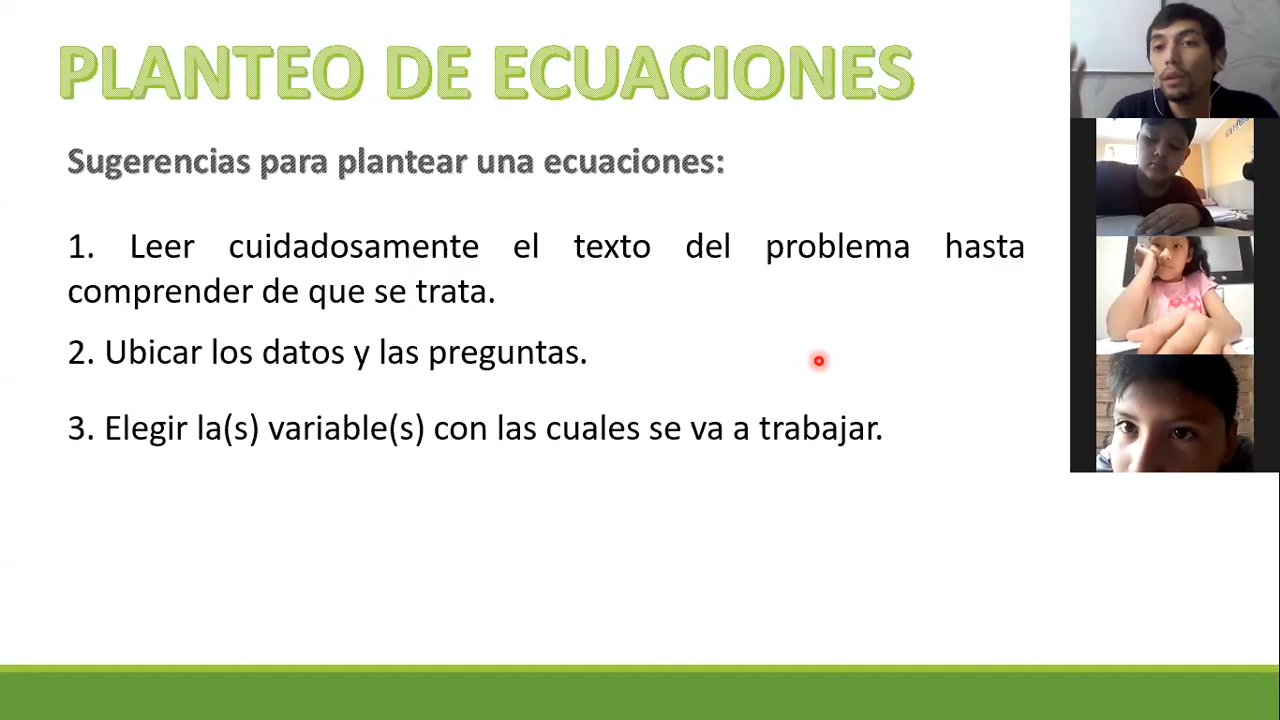 PLANTEO DE ECUACIONES
Sugerencias para plantear una ecuaciones:
1. Leer cuidadosamente el texto del problema hasta
comprender de que se trata.
2. Ubicar los datos y las preguntas.
3. Elegir la(s) variable(s) con las cuales se va a trabajar.